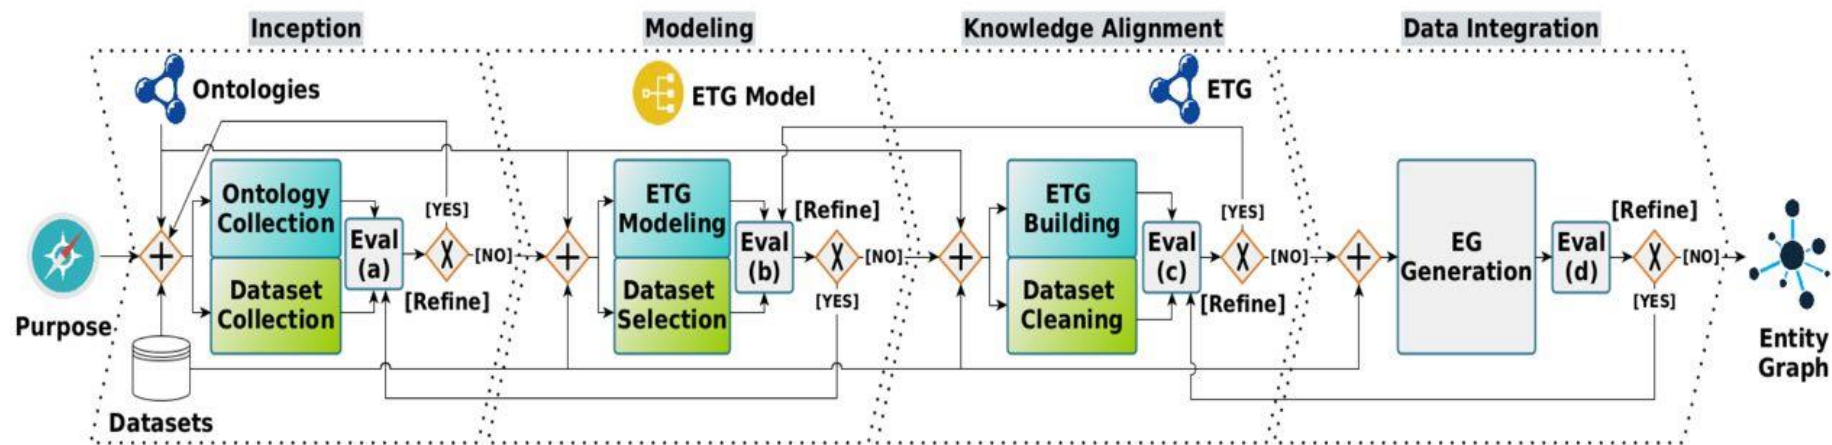 Inception
Modeling
Knowledge Alignment
Data Integration
Ontologies
ETG Model
ETG
Purpose
Datasets
+
Ontology
Collection
Dataset
Collection
Eval
(a)
X
[YES]
[NO]
[Refine]
+
ETG
Modeling
Dataset
Selection
Eval
(b)
[Refine]
X
[NO]
[YES]
+
ETG
Building
Dataset
Cleaning
Eval
(c)
[YES]
X
[NO]
[Refine]
+
EG
Generation
Eval
(d)
[Refine]
X
[NO]
[YES]
Entity
Graph